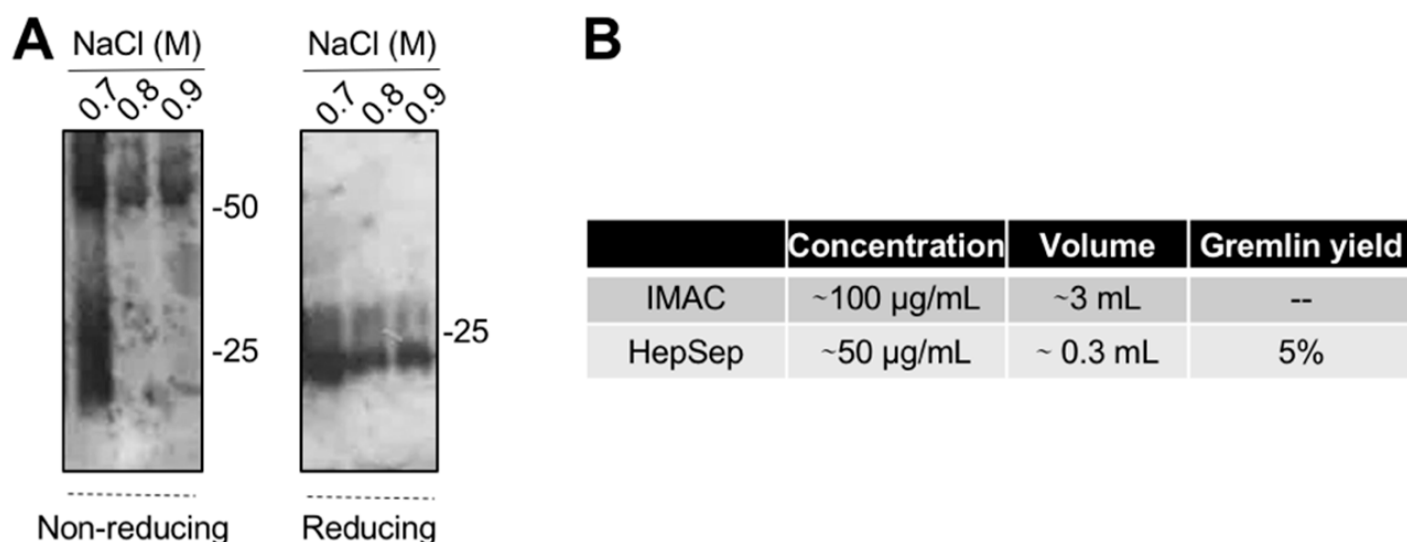 A
NaCl (M)
0.7 0.8 0.9
-50
-25
Non-reducing
NaCl (M)
0.7 0.8 0.9
-25
Reducing
B
Concentration Volume Gremlin yield
IMAC ~100 µg/mL ~3 mL --
HepSep ~50 µg/mL ~ 0.3 mL 5%